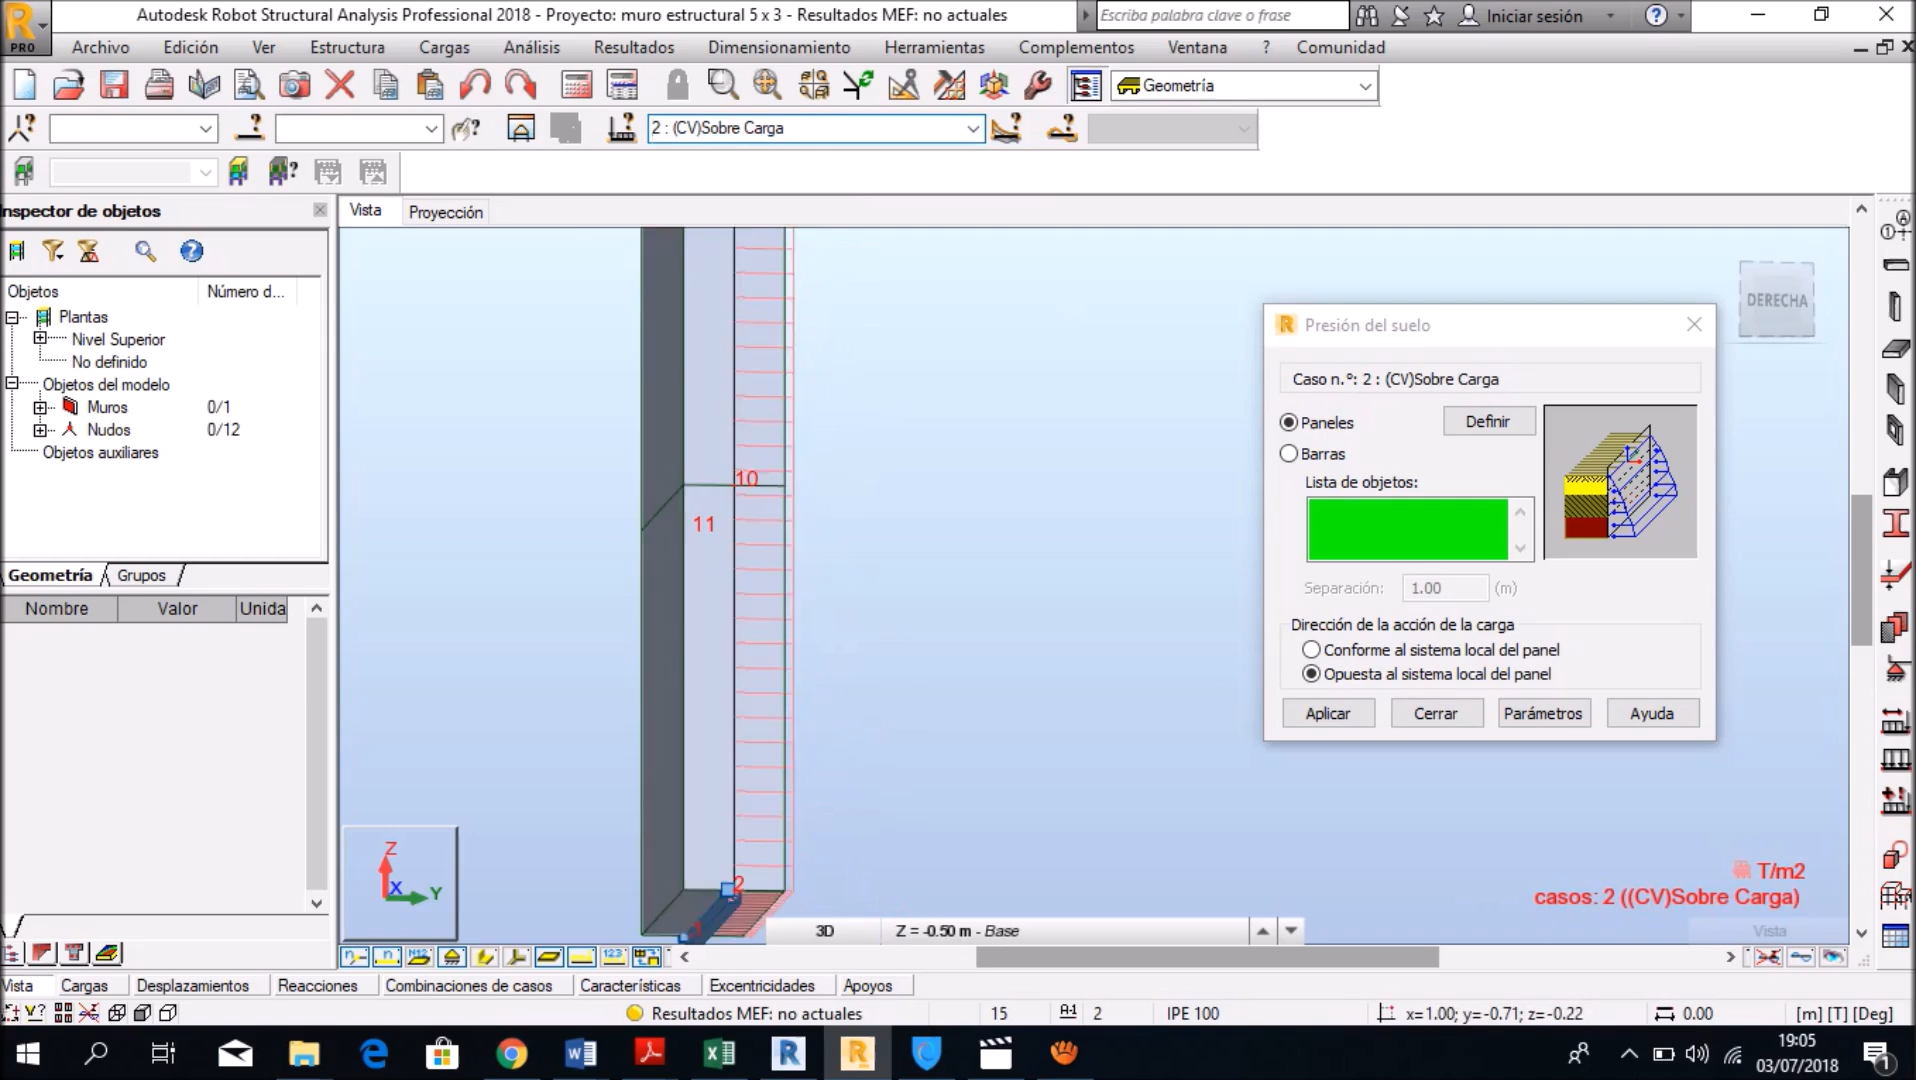 Autodesk Robot Structural Analysis Professional 2018 - Proyecto: muro estructural 5 x 3 - Resultados MEF: no actuales
Escriba palabra clave o frase
Iniciar sesión
PRO
Archivo Edición Ver Estructura Cargas Análisis Resultados Dimensionamiento Herramientas Complementos Ventana ? Comunidad
Geometría
2 : (CV)Sobre Carga
Inspector de objetos
Vista Proyección
Objetos Número d...
Plantas
Nivel Superior
No definido
Objetos del modelo
Muros 0/1
Nudos 0/12
Objetos auxiliares
Geometría Grupos
Nombre Valor Unida
10
11
2
1
Z
X Y
DERECHA
Presión del suelo
Caso n.º: 2 : (CV)Sobre Carga
Paneles Definir
Barras
Lista de objetos:
Separación: 1.00 (m)
Dirección de la acción de la carga
Conforme al sistema local del panel
Opuesta al sistema local del panel
Aplicar Cerrar Parámetros Ayuda
T/m2
casos: 2 ((CV)Sobre Carga)
3D Z = -0.50 m - Base
Vista
Vista Cargas Desplazamientos Reacciones Combinaciones de casos Características Excentricidades Apoyos
Resultados MEF: no actuales 15 2 IPE 100 x=1.00; y=-0.71; z=-0.22 0.00 [m] [T] [Deg]
19:05
03/07/2018
1